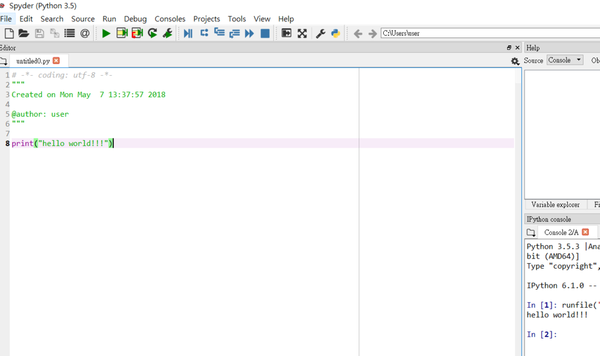 Spyder (Python 3.5)
File Edit Search Source Run Debug Consoles Projects Tools View Help
C:\Users\user
Editor
Help
untitled0.py
Source Console
1 # -*- coding: utf-8 -*-
2 """
3 Created on Mon May  7 13:37:57 2018
4
5 @author: user
6 """
7
8 print("hello world!!!")
Variable explorer
IPython console
Console 2/A
Python 3.5.3 |Ana
bit (AMD64)]
Type "copyright",
IPython 6.1.0 --
In [1]: runfile('
hello world!!!
In [2]: